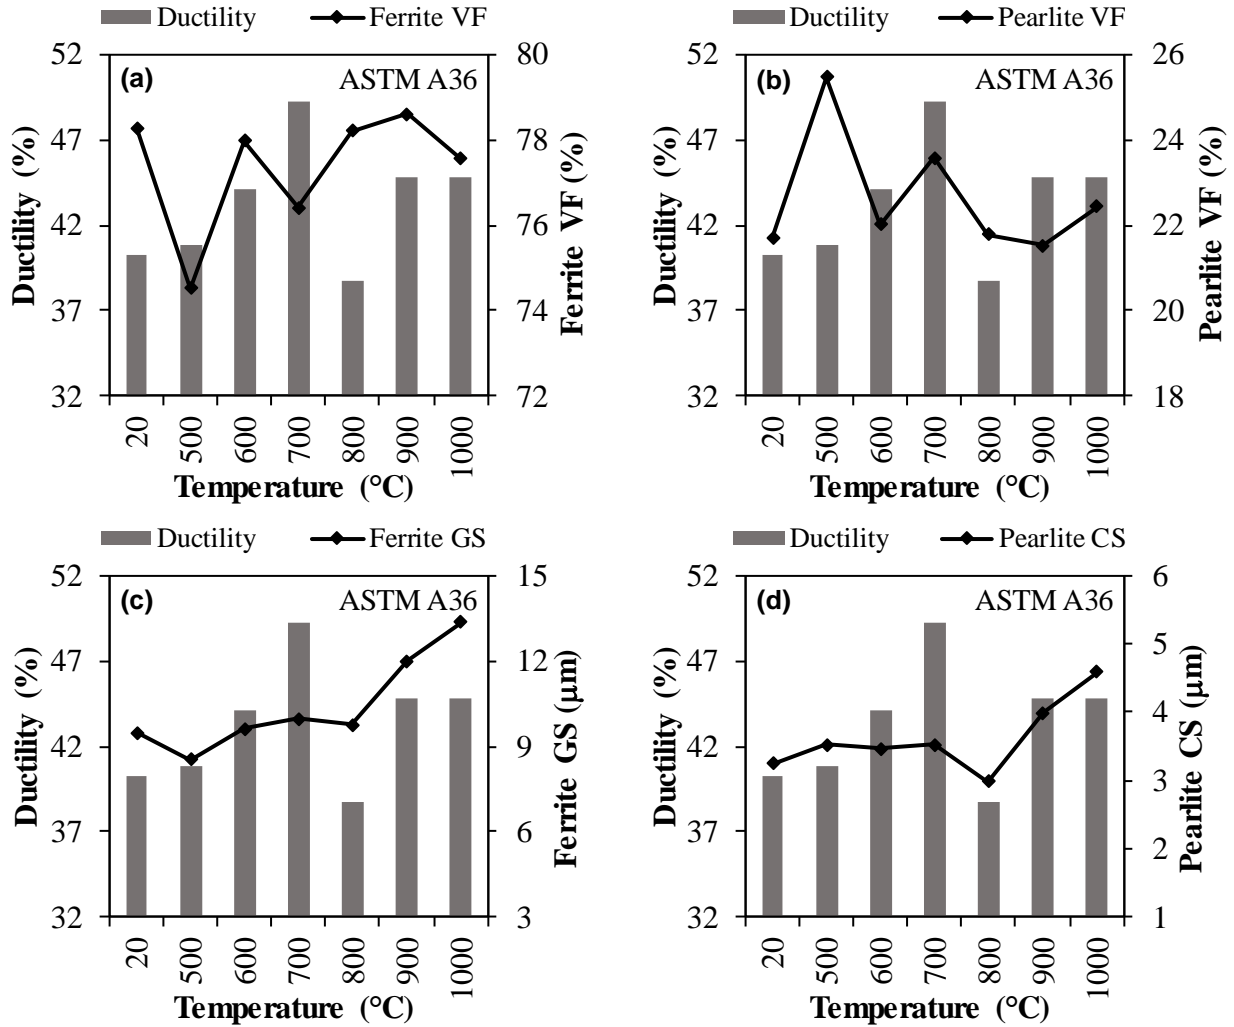 Ductility Ferrite VF
(a) ASTM A36
52
47
42
37
32
Ductility (%)
80
78
76
74
72
Ferrite VF (%)
20 500 600 700 800 900 1000
Temperature (°C)
Ductility Pearlite VF
(b) ASTM A36
52
47
42
37
32
Ductility (%)
26
24
22
20
18
Pearlite VF (%)
20 500 600 700 800 900 1000
Temperature (°C)
Ductility Ferrite GS
(c) ASTM A36
52
47
42
37
32
Ductility (%)
15
12
9
6
3
Ferrite GS (μm)
20 500 600 700 800 900 1000
Temperature (°C)
Ductility Pearlite CS
(d) ASTM A36
52
47
42
37
32
Ductility (%)
6
5
4
3
2
1
Pearlite CS (μm)
20 500 600 700 800 900 1000
Temperature (°C)